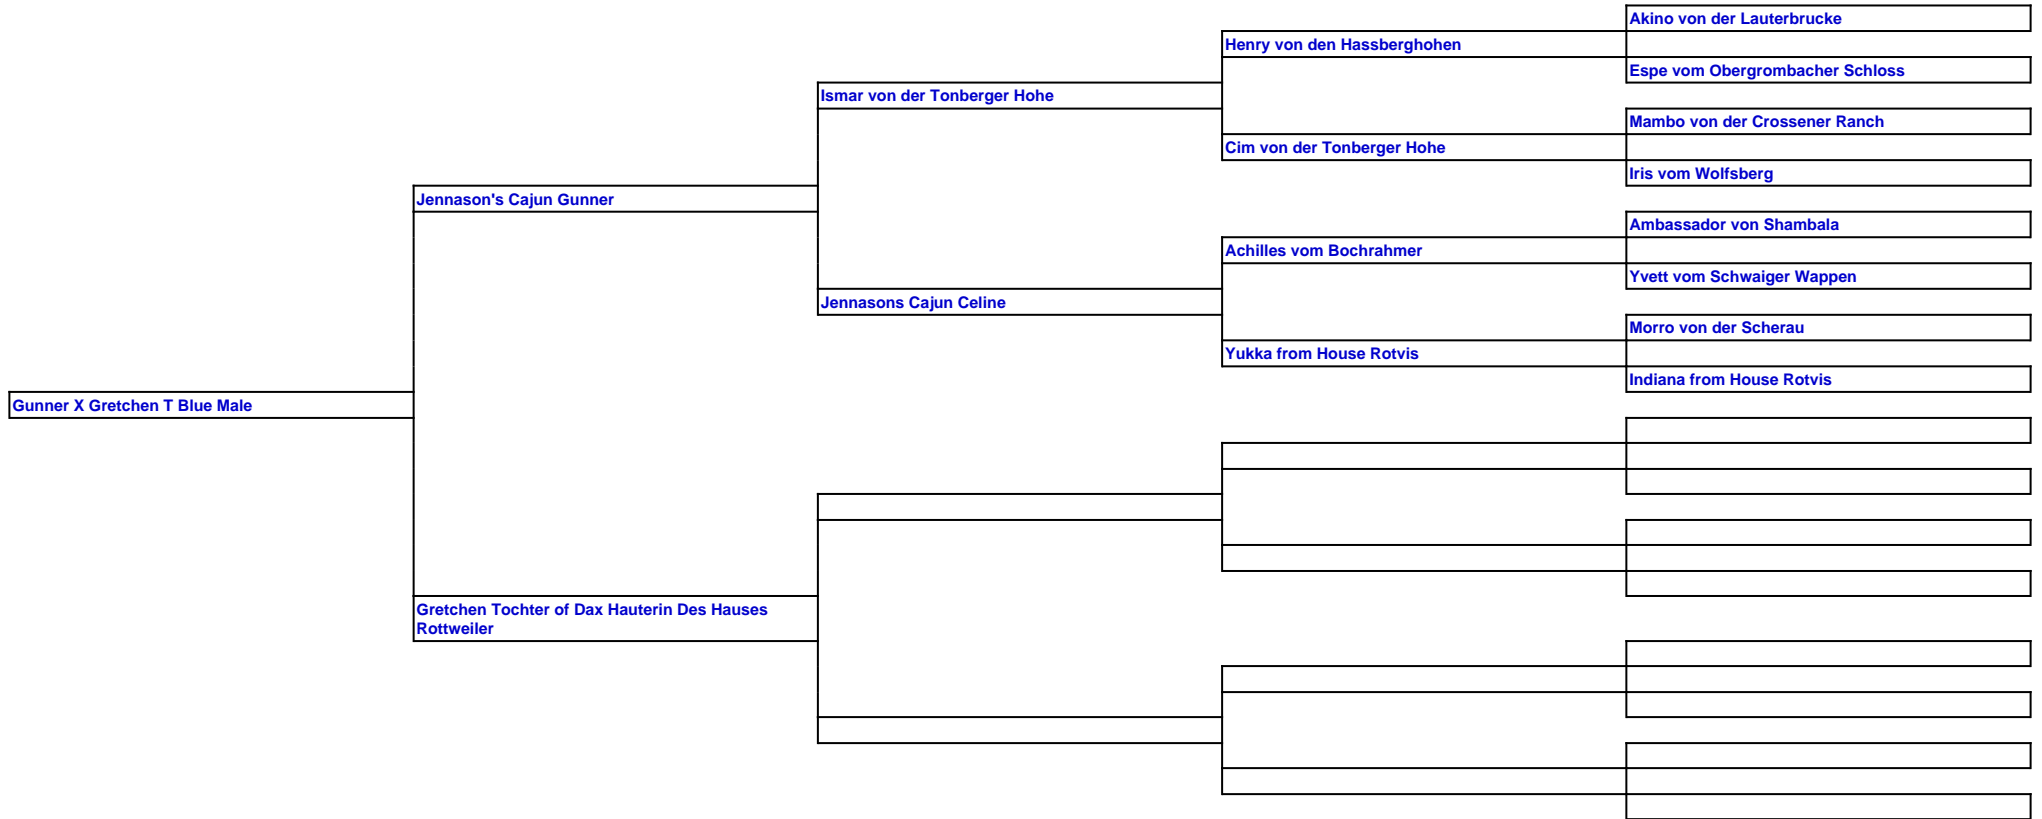 Akino von der Lauterbrucke
Henry von den Hassberghohen
Espe vom Obergrombacher Schloss
Ismar von der Tonberger Hohe
Mambo von der Crossener Ranch
Cim von der Tonberger Hohe
Iris vom Wolfsberg
Jennason's Cajun Gunner
Ambassador von Shambala
Achilles vom Bochrahmer
Yvett vom Schwaiger Wappen
Jennasons Cajun Celine
Morro von der Scherau
Yukka from House Rotvis
Indiana from House Rotvis
Gunner X Gretchen T Blue Male
Gretchen Tochter of Dax Hauterin Des Hauses
Rottweiler